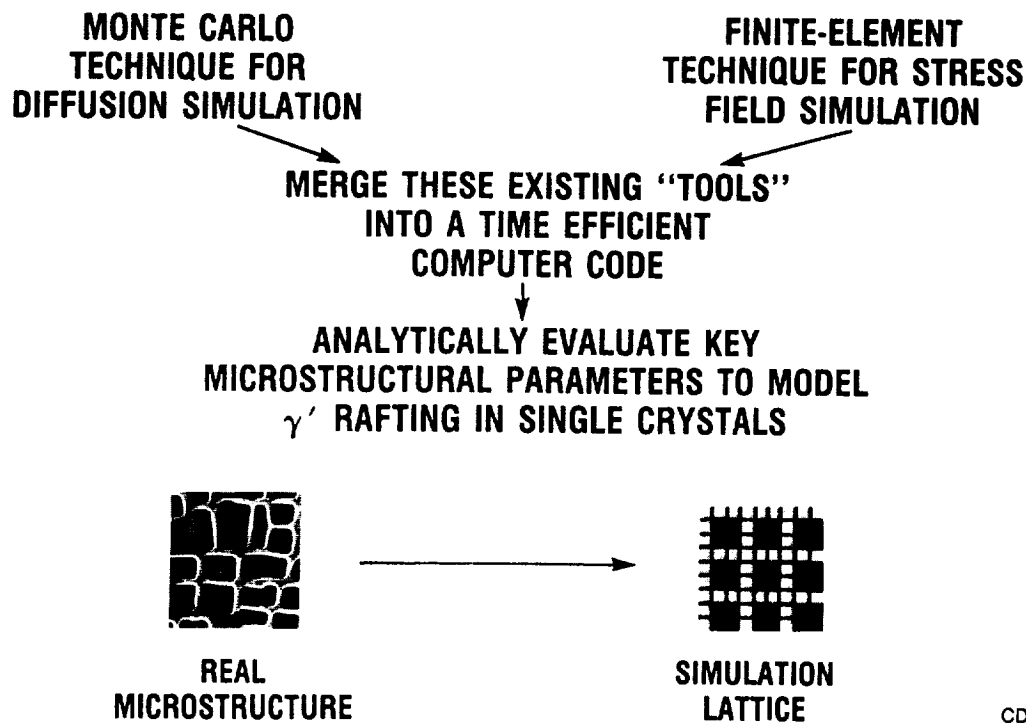 MONTE CARLO
TECHNIQUE FOR
DIFFUSION SIMULATION
FINITE-ELEMENT
TECHNIQUE FOR STRESS
FIELD SIMULATION
MERGE THESE EXISTING “TOOLS”
INTO A TIME EFFICIENT
COMPUTER CODE
ANALYTICALLY EVALUATE KEY
MICROSTRUCTURAL PARAMETERS TO MODEL
γ′ RAFTING IN SINGLE CRYSTALS
REAL
MICROSTRUCTURE
SIMULATION
LATTICE
CD